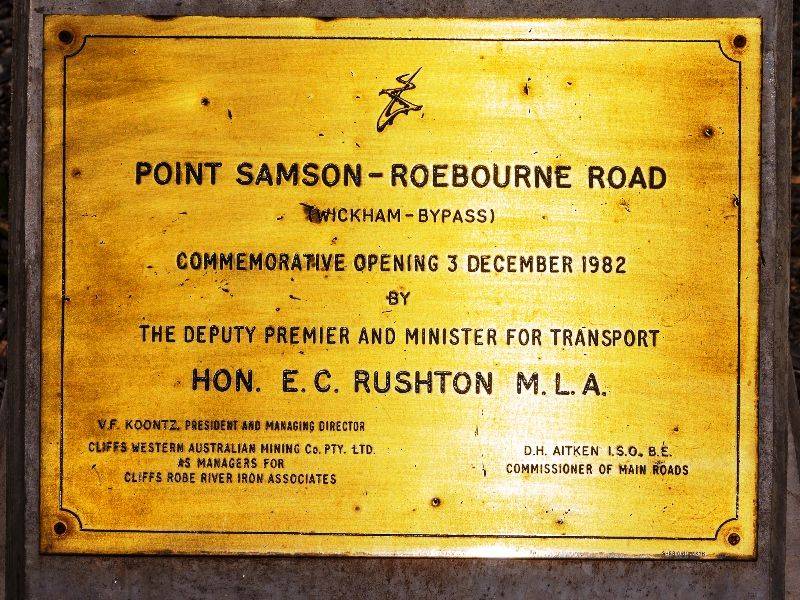 POINT SAMSON-ROEBOURNE ROAD
(WICKHAM-BYPASS)
COMMEMORATIVE OPENING 3 DECEMBER 1982
BY
THE DEPUTY PREMIER AND MINISTER FOR TRANSPORT
HON. E.C. RUSHTON M.L.A.
V.F. KOONTZ, PRESIDENT AND MANAGING DIRECTOR
CLIFFS WESTERN AUSTRALIAN MINING Co. PTY. LTD.
AS MANAGERS FOR
CLIFFS ROBE RIVER IRON ASSOCIATES
D.H. AITKEN I.S.O., B.E.
COMMISSIONER OF MAIN ROADS